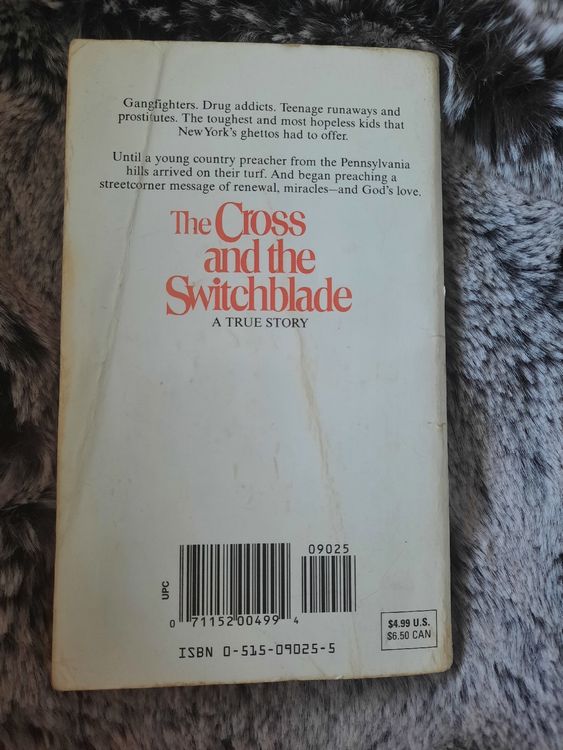 Gangfighters. Drug addicts. Teenage runaways and
prostitutes. The toughest and most hopeless kids that
New York's ghettos had to offer.
Until a young country preacher from the Pennsylvania
hills arrived on their turf. And began preaching a
streetcorner message of renewal, miracles—and God's love.
The Cross
and the
Switchblade
A TRUE STORY
09025
UPC
0 71152 00499 4
$4.99 U.S.
$6.50 CAN
ISBN 0-515-09025-5